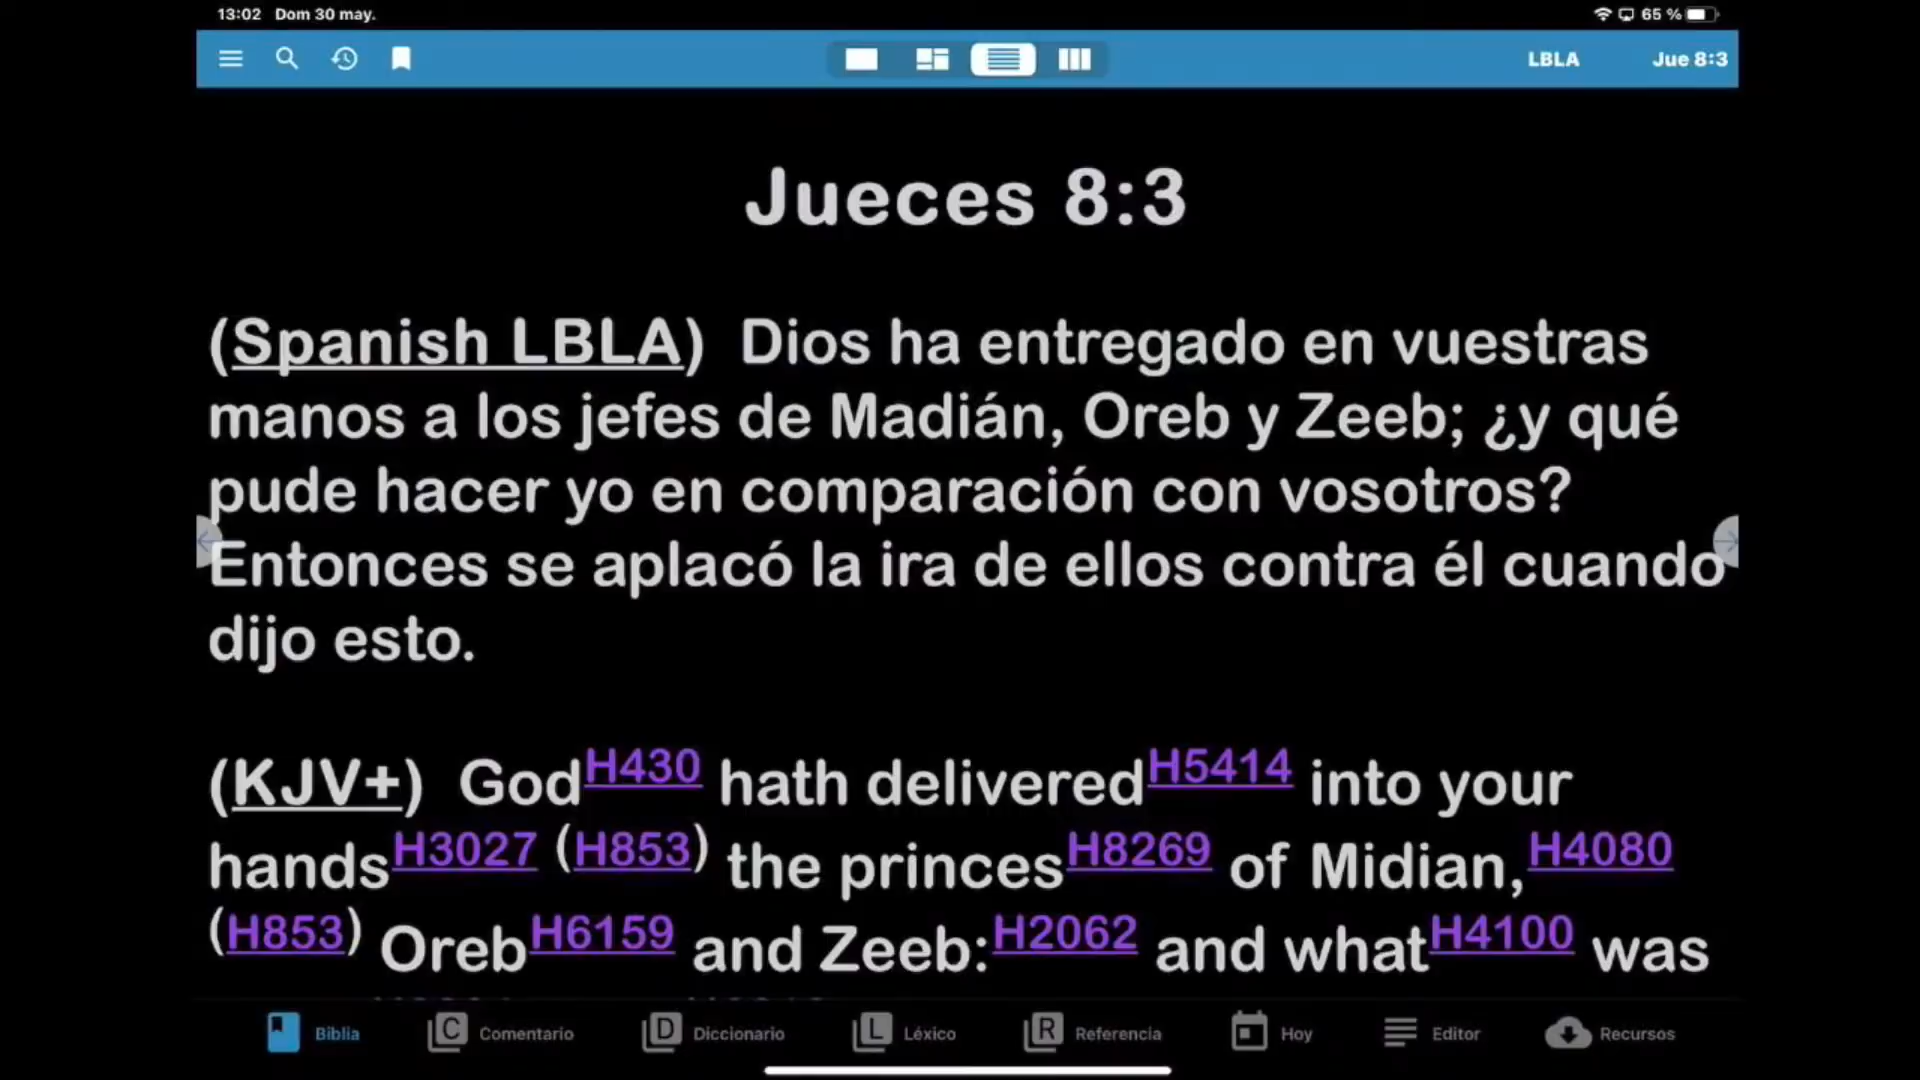 13:02 Dom 30 may.
65 %
LBLA Jue 8:3
Jueces 8:3
(Spanish LBLA) Dios ha entregado en vuestras
manos a los jefes de Madián, Oreb y Zeeb; ¿y qué
pude hacer yo en comparación con vosotros?
Entonces se aplacó la ira de ellos contra él cuando
dijo esto.
(KJV+) GodH430 hath deliveredH5414 into your
handsH3027 (H853) the princesH8269 of Midian,H4080
(H853) OrebH6159 and Zeeb:H2062 and whatH4100 was
Biblia C Comentario D Diccionario L Léxico R Referencia Hoy Editor Recursos